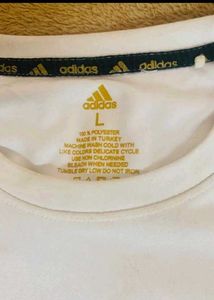 adidas adidas adidas
adidas
L
100 % POLYESTER
MADE IN TURKEY
MACHINE WASH COLD WITH
LIKE COLORS DELICATE CYCLE
USE NON CHLORNINE
BLEACH WHEN NEEDED
TUMBLE DRY LOW DO NOT IRON